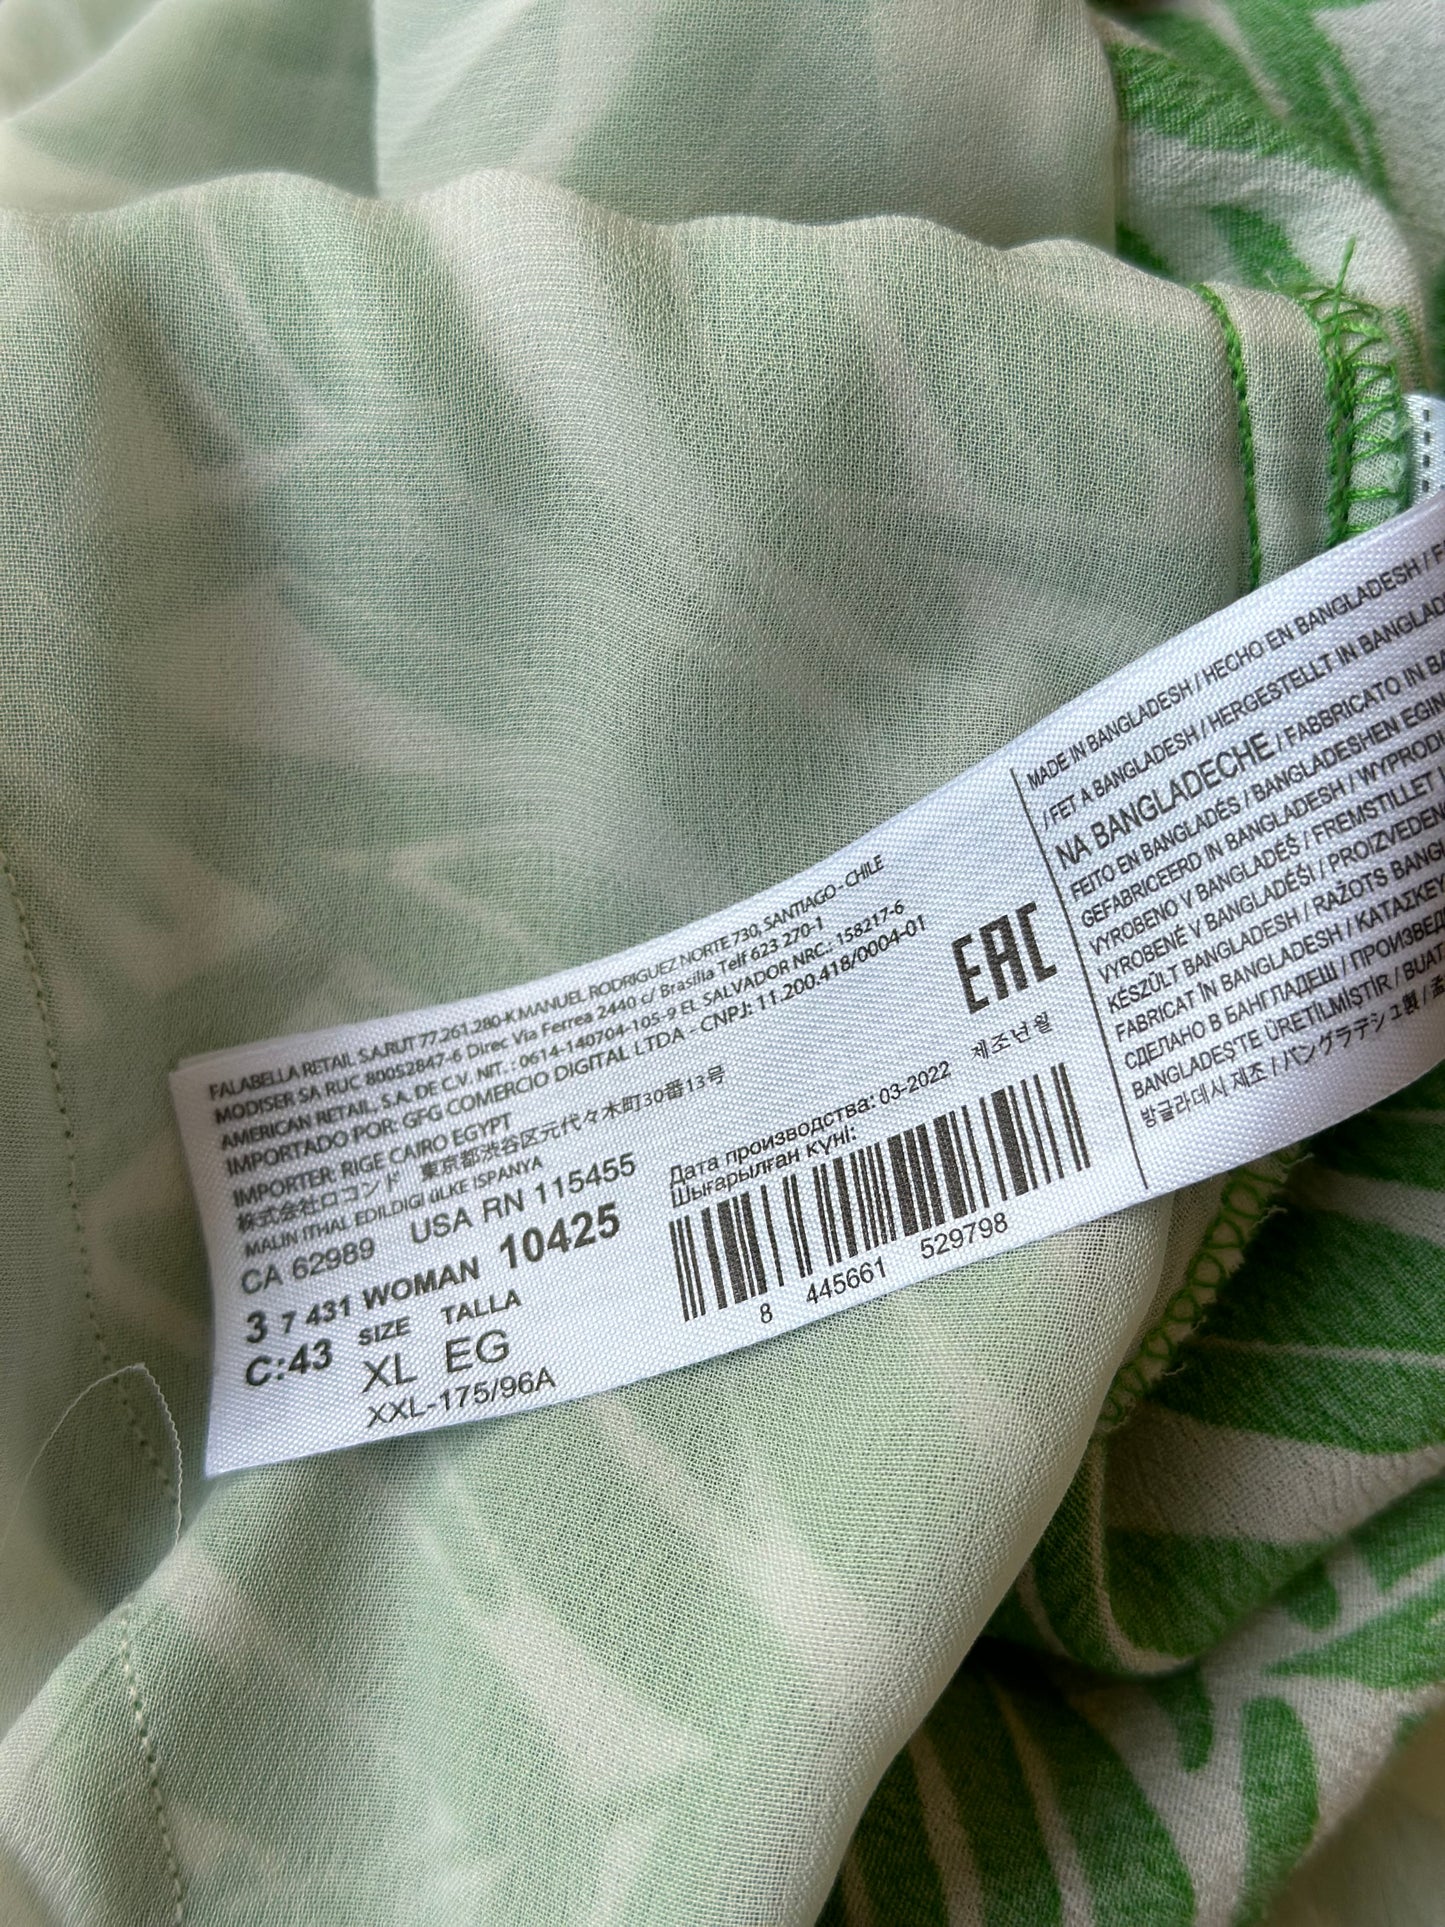 FALABELLA RETAIL S.A.RUT 77.261.280-K MANUEL RODRIGUEZ NORTE 730, SANTIAGO - CHILE
MODISER SA RUC 80052847-6 Direc Via Ferrea 2440 c/ Brasilia Telf 623 270-1
AMERICAN RETAIL, S.A. DE C.V. NIT. : 0614-140704-105-9 EL SALVADOR NRC.: 158217-6
IMPORTADO POR: GFG COMERCIO DIGITAL LTDA - CNPJ: 11.200.418/0004-01
IMPORTER: RIGE CAIRO EGYPT
株式会社ロコンド 東京都渋谷区元代々木町30番13号
MALIN ITHAL EDILDIGI üLKE ISPANYA
CA 62989 USA RN 115455
3 7 431 WOMAN 10425
C:43 SIZE TALLA
XL EG
XXL-175/96A
EAC
Дата производства: 03-2022 제조년월
Шығарылған күні:
8 445661 529798
MADE IN BANGLADESH / HECHO EN BANGLADESH /
/ FET A BANGLADESH / HERGESTELLT IN
NA BANGLADECHE / FABBRICATO IN
FEITO EN BANGLADÉS / BANGLADESHEN EGIN
GEFABRICEERD IN BANGLADESH /
VYROBENO V BANGLADÉŠ / FREMSTILLET
VYROBENÉ V BANGLADÉŠI / PROIZVEDEN
KÉSZÜLT BANGLADESH / RAŽOTS
FABRICAT ÎN BANGLADESH /
СДЕЛАНО В БАНГЛАДЕШ /
BANGLADEŞ'TE ÜRETILMIŞTIR /
방글라데시 제조 / バングラデシュ製 /